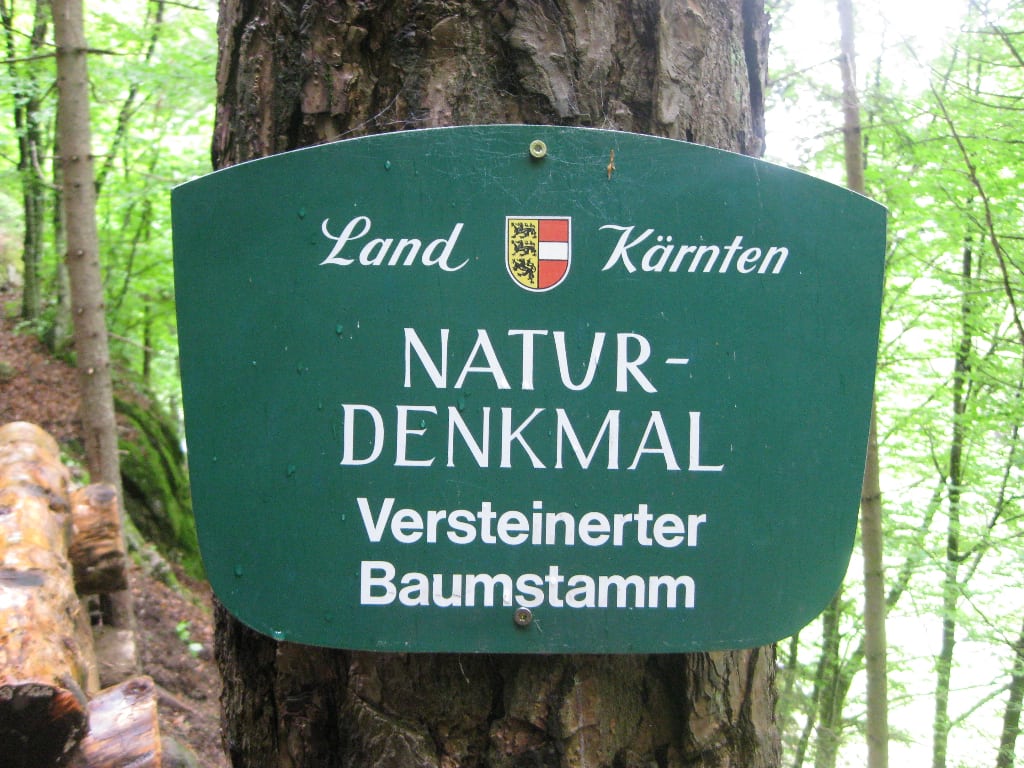 Land Kärnten
NATUR-
DENKMAL
Versteinerter
Baumstamm